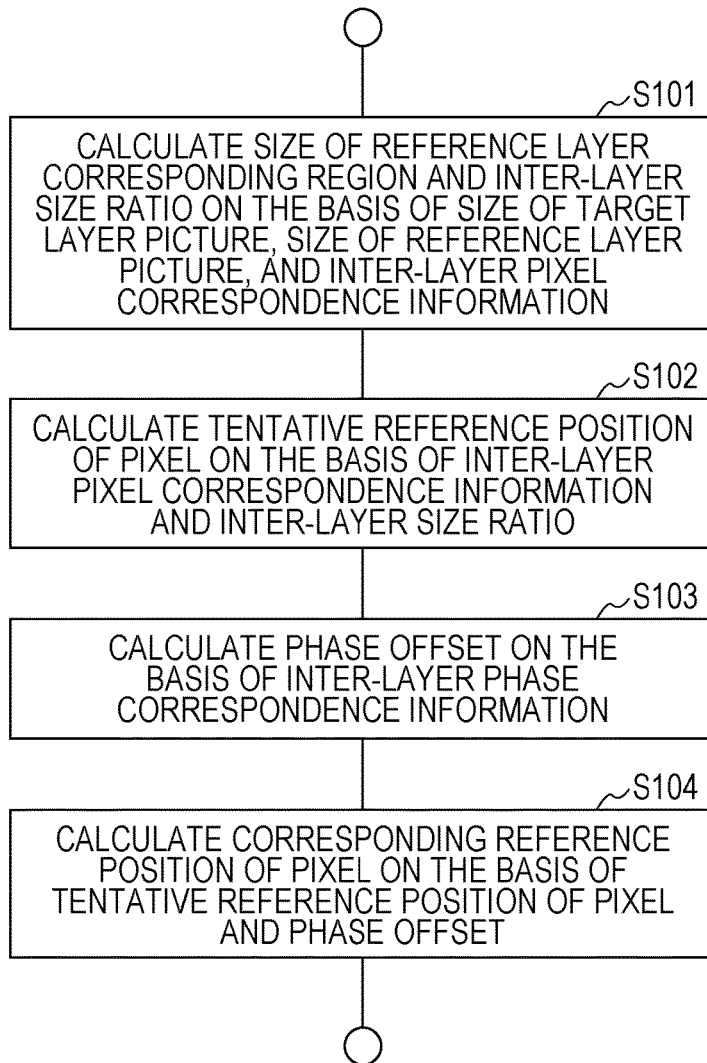 S101
CALCULATE SIZE OF REFERENCE LAYER
CORRESPONDING REGION AND INTER-LAYER
SIZE RATIO ON THE BASIS OF SIZE OF TARGET
LAYER PICTURE, SIZE OF REFERENCE LAYER
PICTURE, AND INTER-LAYER PIXEL
CORRESPONDENCE INFORMATION
S102
CALCULATE TENTATIVE REFERENCE POSITION
OF PIXEL ON THE BASIS OF INTER-LAYER
PIXEL CORRESPONDENCE INFORMATION
AND INTER-LAYER SIZE RATIO
S103
CALCULATE PHASE OFFSET ON THE
BASIS OF INTER-LAYER PHASE
CORRESPONDENCE INFORMATION
S104
CALCULATE CORRESPONDING REFERENCE
POSITION OF PIXEL ON THE BASIS OF
TENTATIVE REFERENCE POSITION OF PIXEL
AND PHASE OFFSET